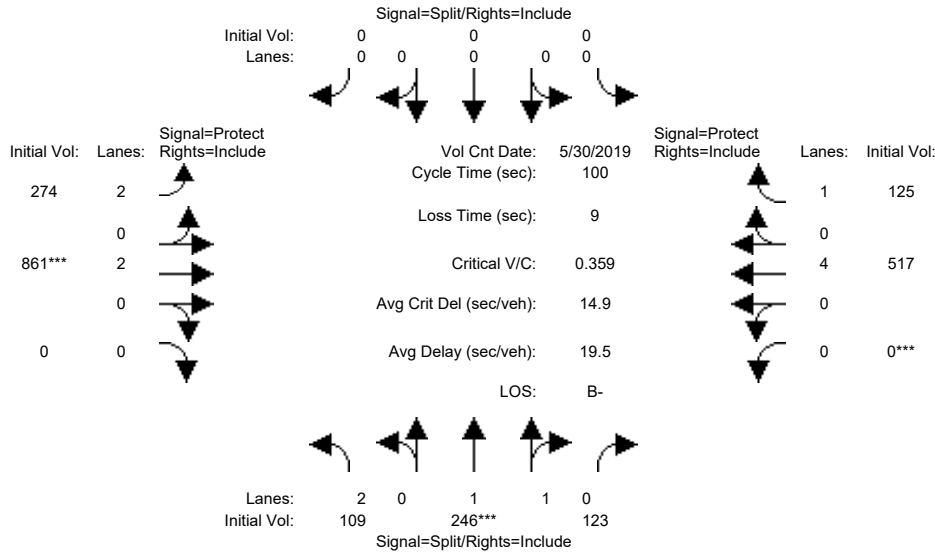 Signal=Split/Rights=Include
Initial Vol: 0 0 0
Lanes: 0 0 0 0 0
Signal=Protect
Initial Vol: Lanes: Rights=Include
Vol Cnt Date: 5/30/2019
Signal=Protect
Rights=Include Lanes: Initial Vol:
Cycle Time (sec): 100
274 2
1 125
Loss Time (sec): 9
0
0
861*** 2
Critical V/C: 0.359
4 517
0
Avg Crit Del (sec/veh): 14.9
0
0 0
Avg Delay (sec/veh): 19.5
0 0***
LOS: B-
Lanes: 2 0 1 1 0
Initial Vol: 109 246*** 123
Signal=Split/Rights=Include